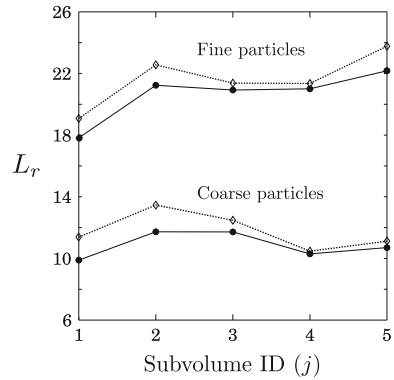 26
Fine particles
22
18
L_r
14
Coarse particles
10
6
1 2 3 4 5
Subvolume ID (j)